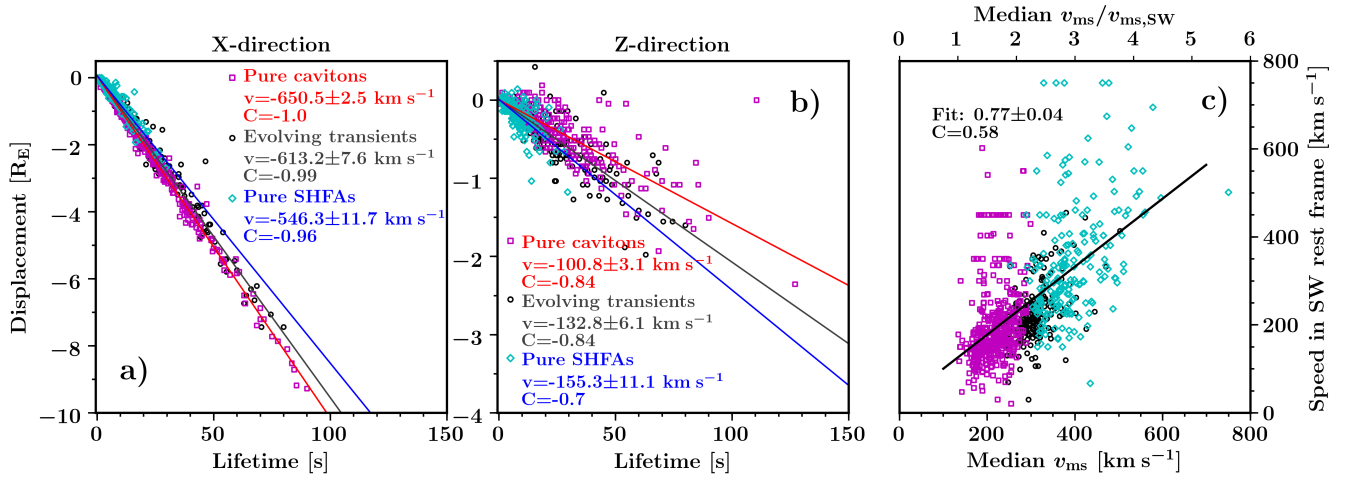 X-direction
0
−2
−4
−6
−8
−10
Displacement [R_E]
0
50
100
150
Lifetime [s]
Pure cavitons
v=-650.5±2.5 km s⁻¹
C=-1.0
Evolving transients
v=-613.2±7.6 km s⁻¹
C=-0.99
Pure SHFAs
v=-546.3±11.7 km s⁻¹
C=-0.96
a)
Z-direction
0
−1
−2
−3
−4
0
50
100
150
Lifetime [s]
b)
Pure cavitons
v=-100.8±3.1 km s⁻¹
C=-0.84
Evolving transients
v=-132.8±6.1 km s⁻¹
C=-0.84
Pure SHFAs
v=-155.3±11.1 km s⁻¹
C=-0.7
Median v_ms/v_ms,SW
0
1
2
3
4
5
6
c)
Fit: 0.77±0.04
C=0.58
800
600
400
200
0
Speed in SW rest frame [km s⁻¹]
0
200
400
600
800
Median v_ms [km s⁻¹]